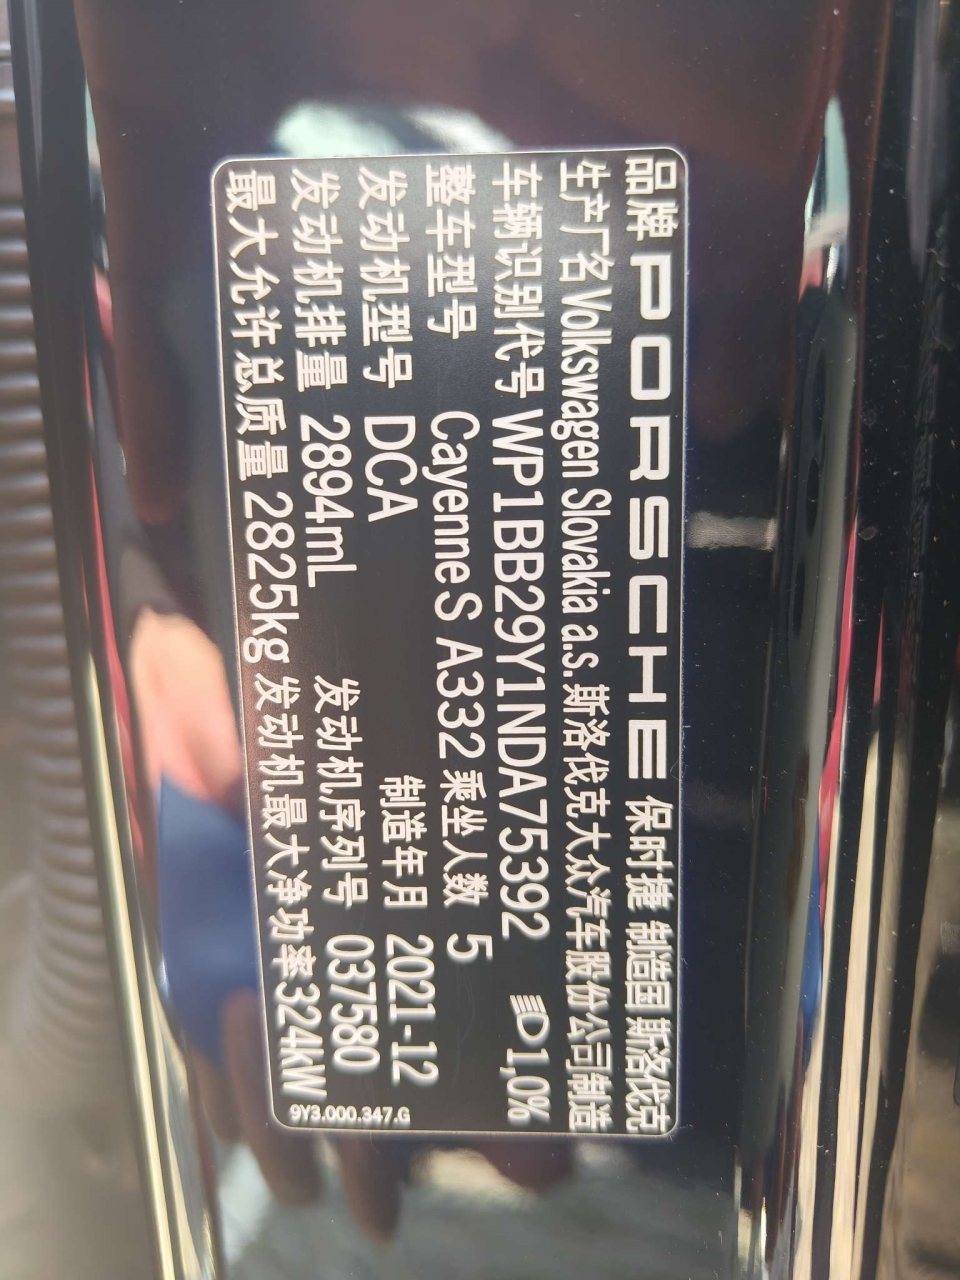 品牌 PORSCHE 保时捷 制造国 斯洛伐克
生产厂名 Volkswagen Slovakia a.s. 斯洛伐克大众汽车股份公司制造
车辆识别代号 WP1BB29Y1NDA75392 1,0%
整车型号 Cayenne S A332 乘坐人数 5
发动机型号 DCA 制造年月 2021-12
发动机排量 2894mL 发动机序列号 037580
最大允许总质量 2825kg 发动机最大净功率 324kW
9Y3.000.347.G